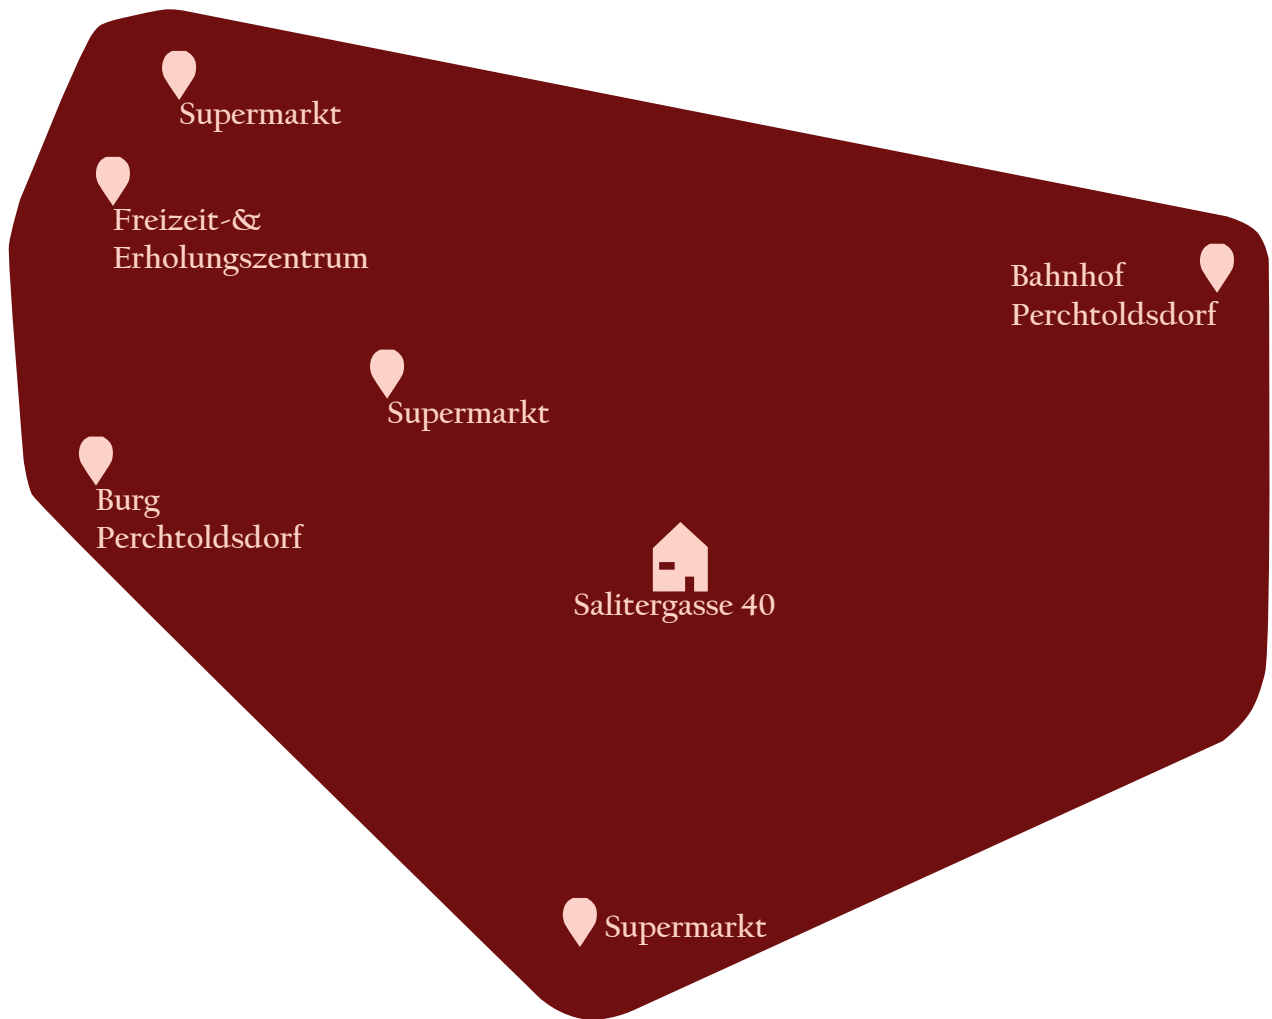 Supermarkt
Freizeit-&
Erholungszentrum
Bahnhof
Perchtoldsdorf
Supermarkt
Burg
Perchtoldsdorf
Salitergasse 40
Supermarkt